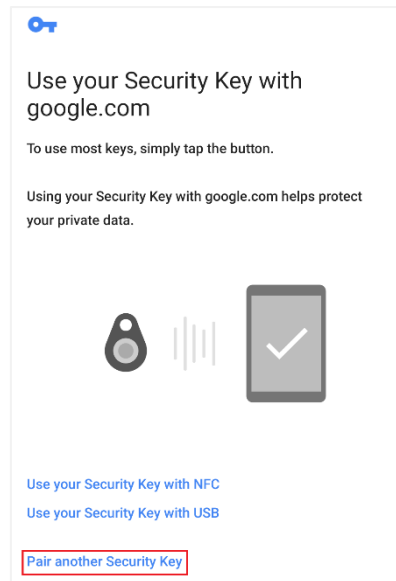 Use your Security Key with
google.com
To use most keys, simply tap the button.
Using your Security Key with google.com helps protect
your private data.
Use your Security Key with NFC
Use your Security Key with USB
Pair another Security Key